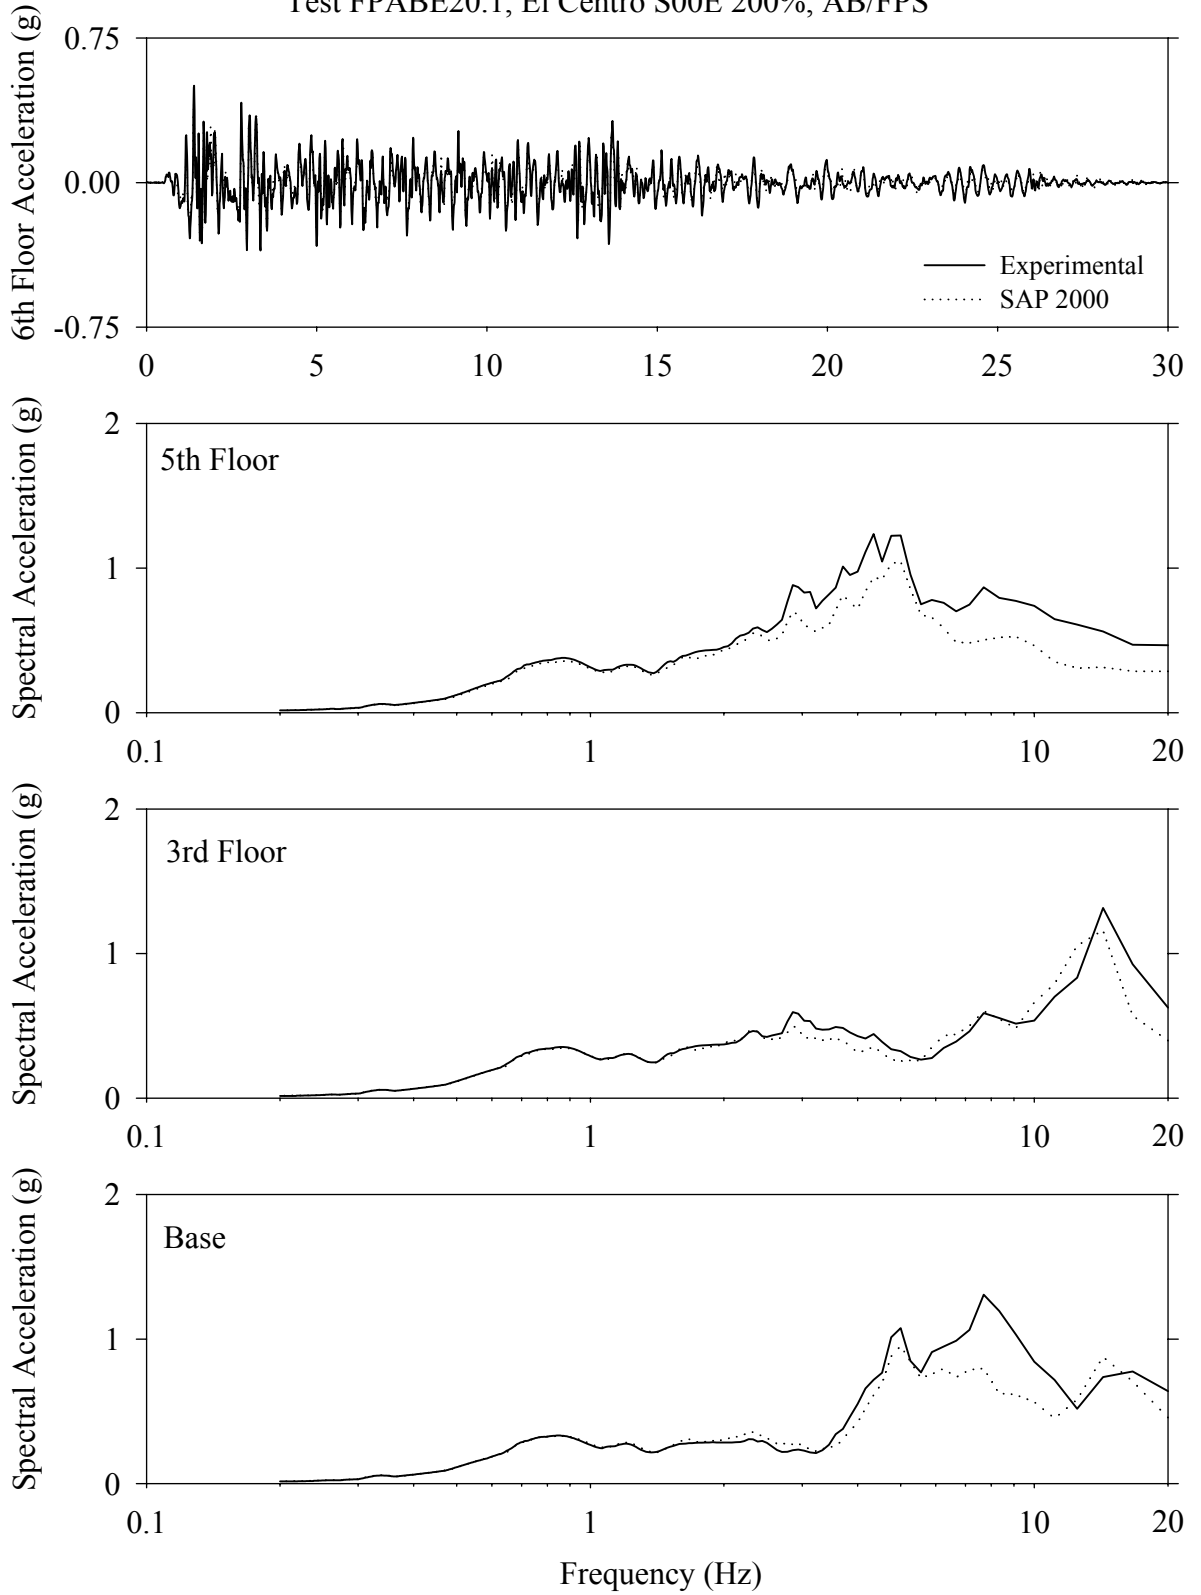 Test FPABE20.1, El Centro S00E 200%, AB/FPS
6th Floor Acceleration (g)
0.75
0.00
-0.75
Experimental
SAP 2000
0 5 10 15 20 25 30
Spectral Acceleration (g)
2
1
0
5th Floor
0.1 1 10 20
Spectral Acceleration (g)
2
1
0
3rd Floor
0.1 1 10 20
Spectral Acceleration (g)
2
1
0
Base
0.1 1 10 20
Frequency (Hz)